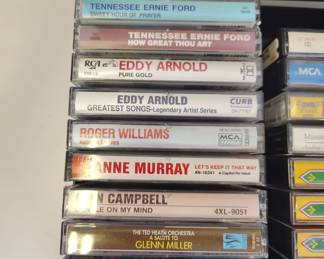 TENNESSEE ERNIE FORD
SWEET HOUR OF PRAYER
TENNESSEE ERNIE FORD
HOW GREAT THOU ART
RCA
EDDY ARNOLD
PURE GOLD
EDDY ARNOLD
GREATEST SONGS-Legendary Artist Series
CURB
ROGER WILLIAMS
MCA
ANNE MURRAY
LET'S KEEP IT THAT WAY
CAMPBELL
LE ON MY MIND
4XL-9051
THE TED HEATH ORCHESTRA
A SALUTE TO
GLENN MILLER
MCA